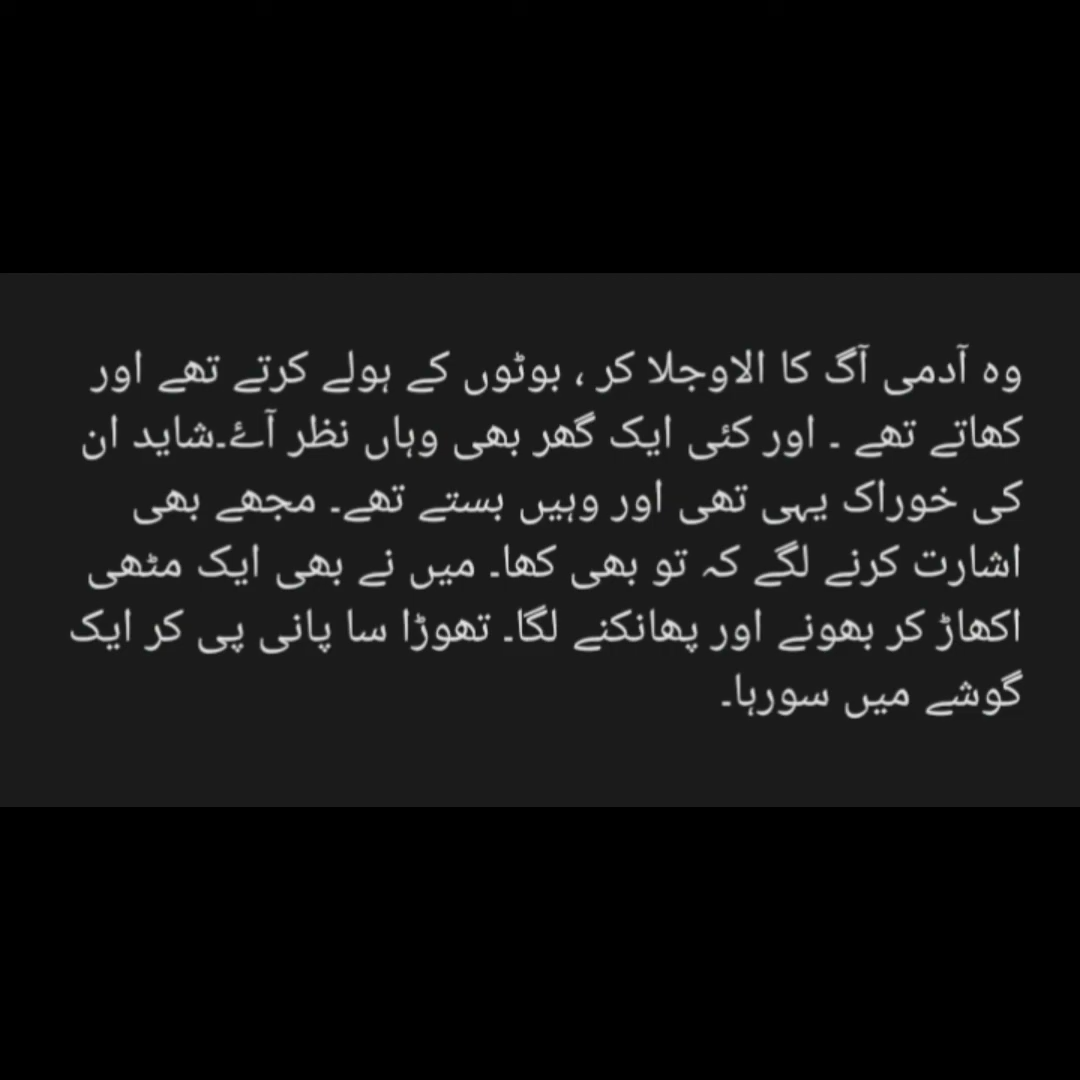 وہ آدمی آگ کا الاوجلا کر ، بوٹوں کے ہولے کرتے تھے اور
کھاتے تھے ۔ اور کئی ایک گھر بھی وہاں نظر آۓ۔شاید ان
کی خوراک یہی تھی اور وہیں بستے تھے۔ مجھے بھی
اشارت کرنے لگے کہ تو بھی کھا۔ میں نے بھی ایک مٹھی
اکھاڑ کر بھونے اور پھانکنے لگا۔ تھوڑا سا پانی پی کر ایک
گوشے میں سورہا۔